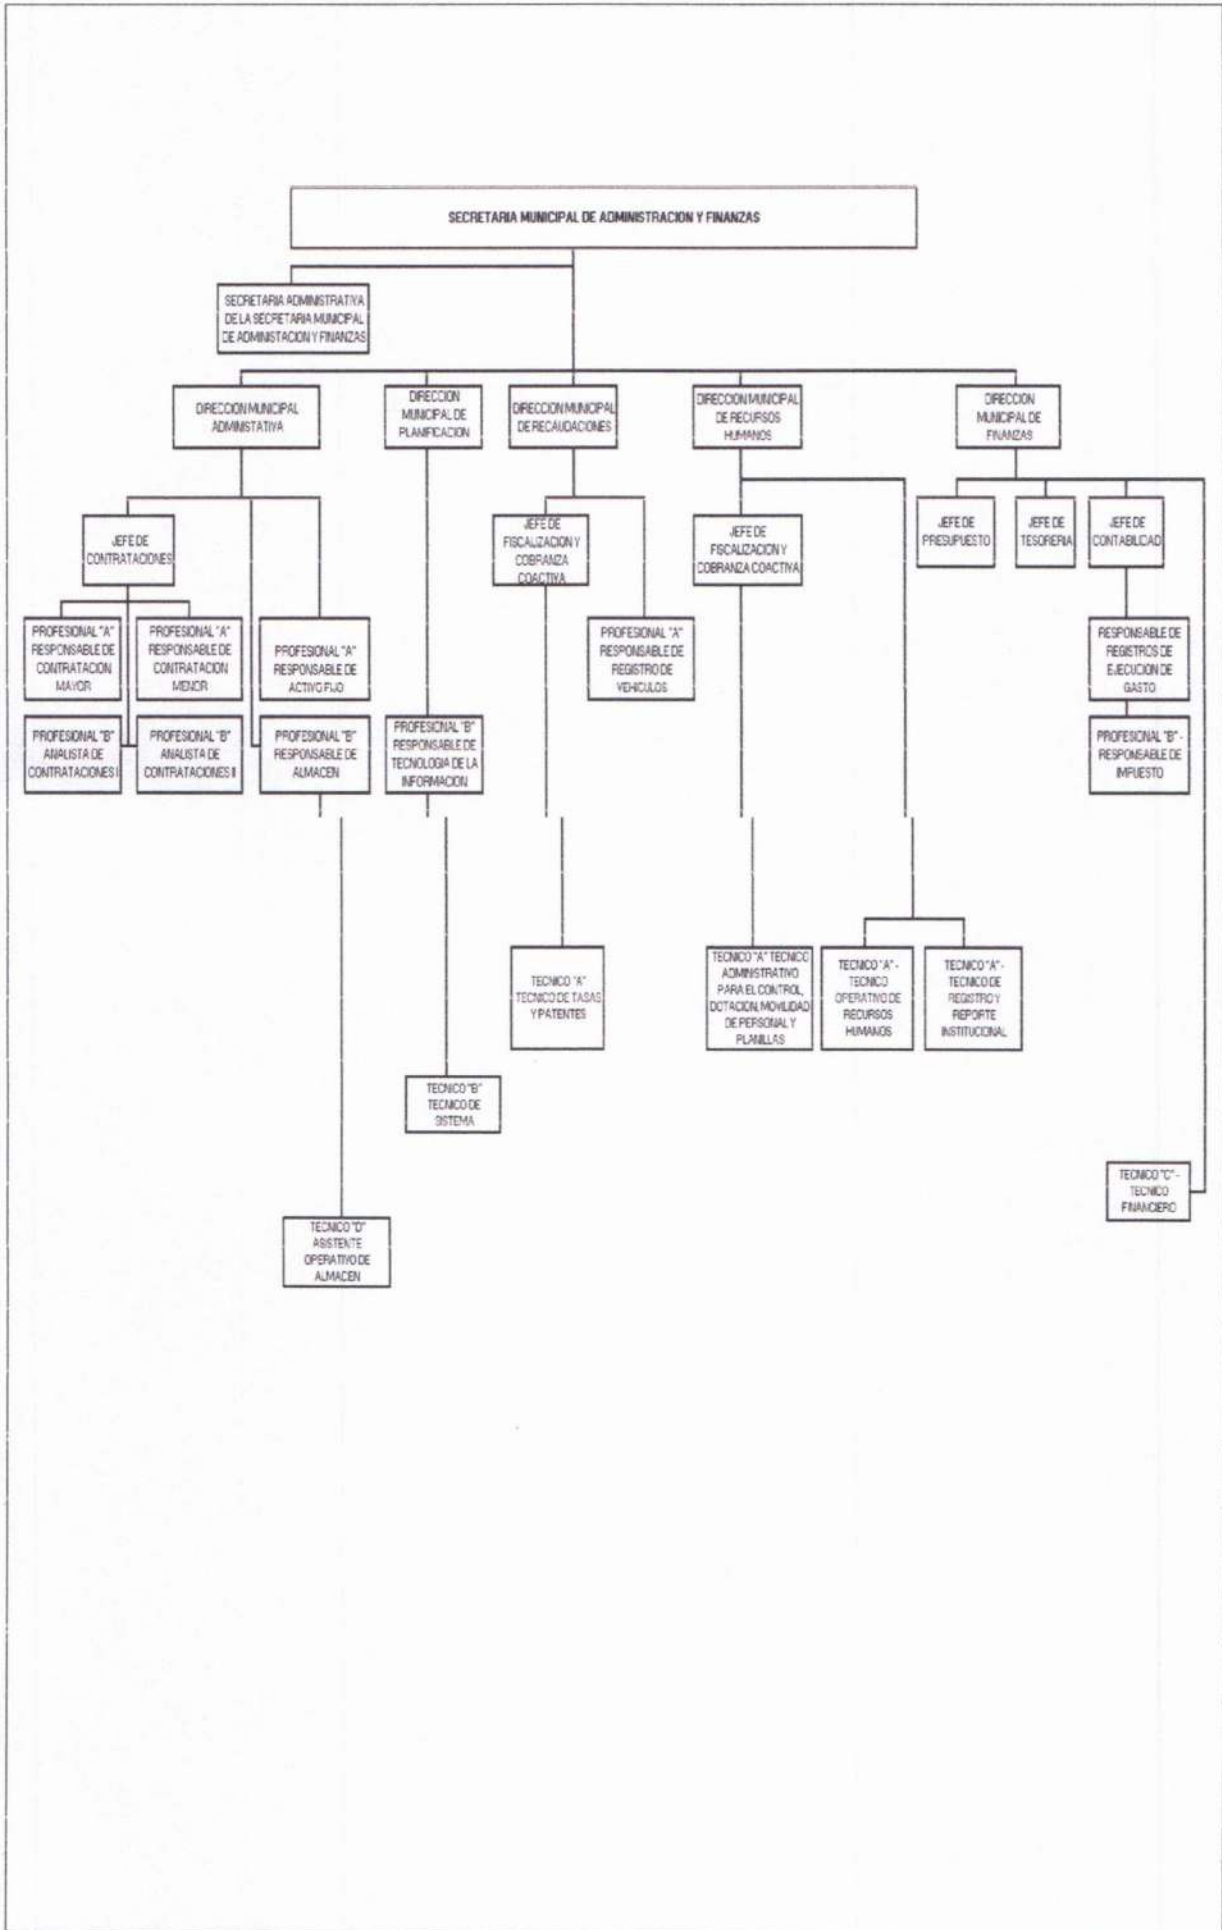 SECRETARIA MUNICIPAL DE ADMINISTRACION Y FINANZAS
SECRETARIA ADMINISTRATIVA
DE LA SECRETARIA MUNICIPAL
DE ADMINISTACION Y FINANZAS
DIRECCION MUNICIPAL
ADMINISTATIVA
DIRECCION
MUNICIPAL DE
PLANIFICACION
DIRECCION MUNICIPAL
DE RECAUDACIONES
DIRECCION MUNICIPAL
DE RECURSOS
HUMANOS
DIRECCION
MUNICIPAL DE
FINANZAS
JEFE DE
CONTRATACIONES
JEFE DE
FISCALIZACION Y
COBRANZA
COACTIVA
JEFE DE
FISCALIZACION Y
COBRANZA COACTIVA
JEFE DE
PRESUPUESTO
JEFE DE
TESORERIA
JEFE DE
CONTABILIDAD
PROFESIONAL "A"
RESPONSABLE DE
CONTRATACION
MAYOR
PROFESIONAL "A"
RESPONSABLE DE
CONTRATACION
MENOR
PROFESIONAL "A"
RESPONSABLE DE
ACTIVO FIJO
PROFESIONAL "A"
RESPONSABLE DE
REGISTRO DE
VEHICULOS
RESPONSABLE DE
REGISTROS DE
EJECUCION DE
GASTO
PROFESIONAL "B"
ANALISTA DE
CONTRATACIONES I
PROFESIONAL "B"
ANALISTA DE
CONTRATACIONES II
PROFESIONAL "B"
RESPONSABLE DE
ALMACEN
PROFESIONAL "B"
RESPONSABLE DE
TECNOLOGIA DE LA
INFORMACION
PROFESIONAL "B" -
RESPONSABLE DE
IMPUESTO
TECNICO "A"
TECNICO DE TASAS
Y PATENTES
TECNICO "A" TECNICO
ADMINISTRATIVO
PARA EL CONTROL,
DOTACION, MOVILIDAD
DE PERSONAL Y
PLANILLAS
TECNICO "A" -
TECNICO
OPERATIVO DE
RECURSOS
HUMANOS
TECNICO "A" -
TECNICO DE
REGISTRO Y
REPORTE
INSTITUCIONAL
TECNICO "B"
TECNICO DE
SISTEMA
TECNICO "C" -
TECNICO
FINANCIERO
TECNICO "D"
ASISTENTE
OPERATIVO DE
ALMACEN